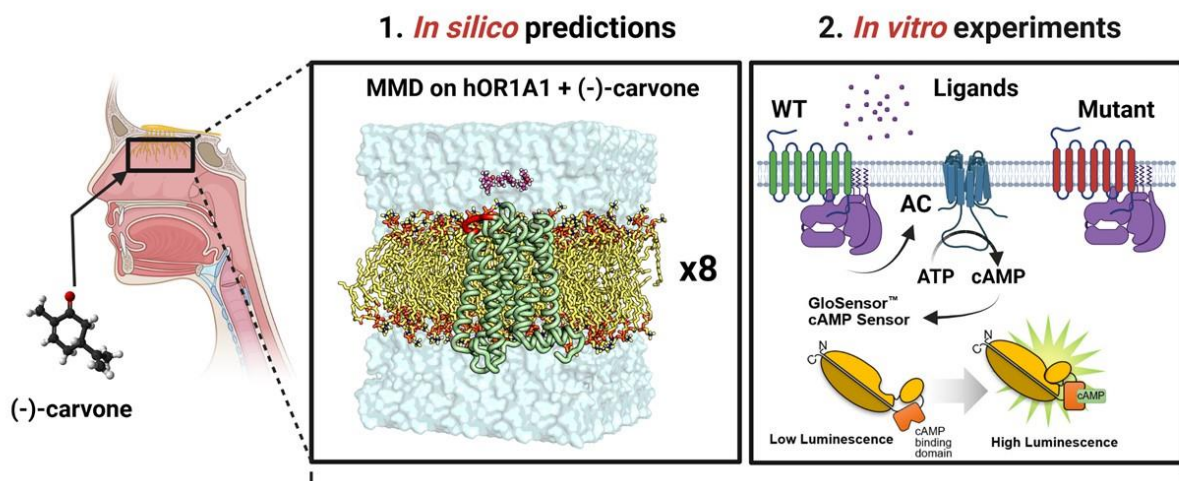 1. In silico predictions
2. In vitro experiments
MMD on hOR1A1 + (-)-carvone
x8
(-)-carvone
WT
Ligands
Mutant
AC
ATP
cAMP
GloSensor™
cAMP Sensor
N
C
Low Luminescence
cAMP
binding
domain
N
C
cAMP
High Luminescence